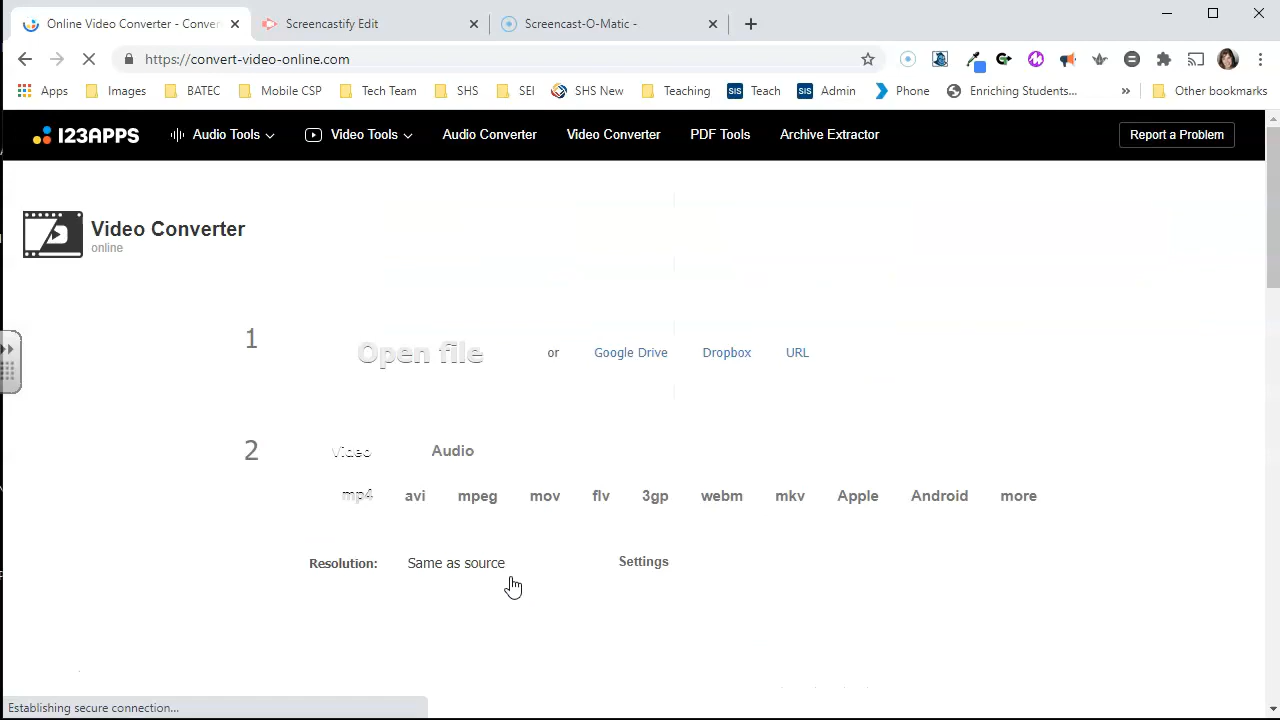 Online Video Converter - Conver
Screencastify Edit
Screencast-O-Matic -
https://convert-video-online.com
Apps
Images
BATEC
Mobile CSP
Tech Team
SHS
SEI
SHS New
Teaching
SIS Teach
SIS Admin
Phone
Enriching Students...
»
Other bookmarks
123APPS
Audio Tools
Video Tools
Audio Converter
Video Converter
PDF Tools
Archive Extractor
Report a Problem
Video Converter
online
1
Open file
or
Google Drive
Dropbox
URL
2
Video
Audio
mp4
avi
mpeg
mov
flv
3gp
webm
mkv
Apple
Android
more
Resolution:
Same as source
Settings
Establishing secure connection...